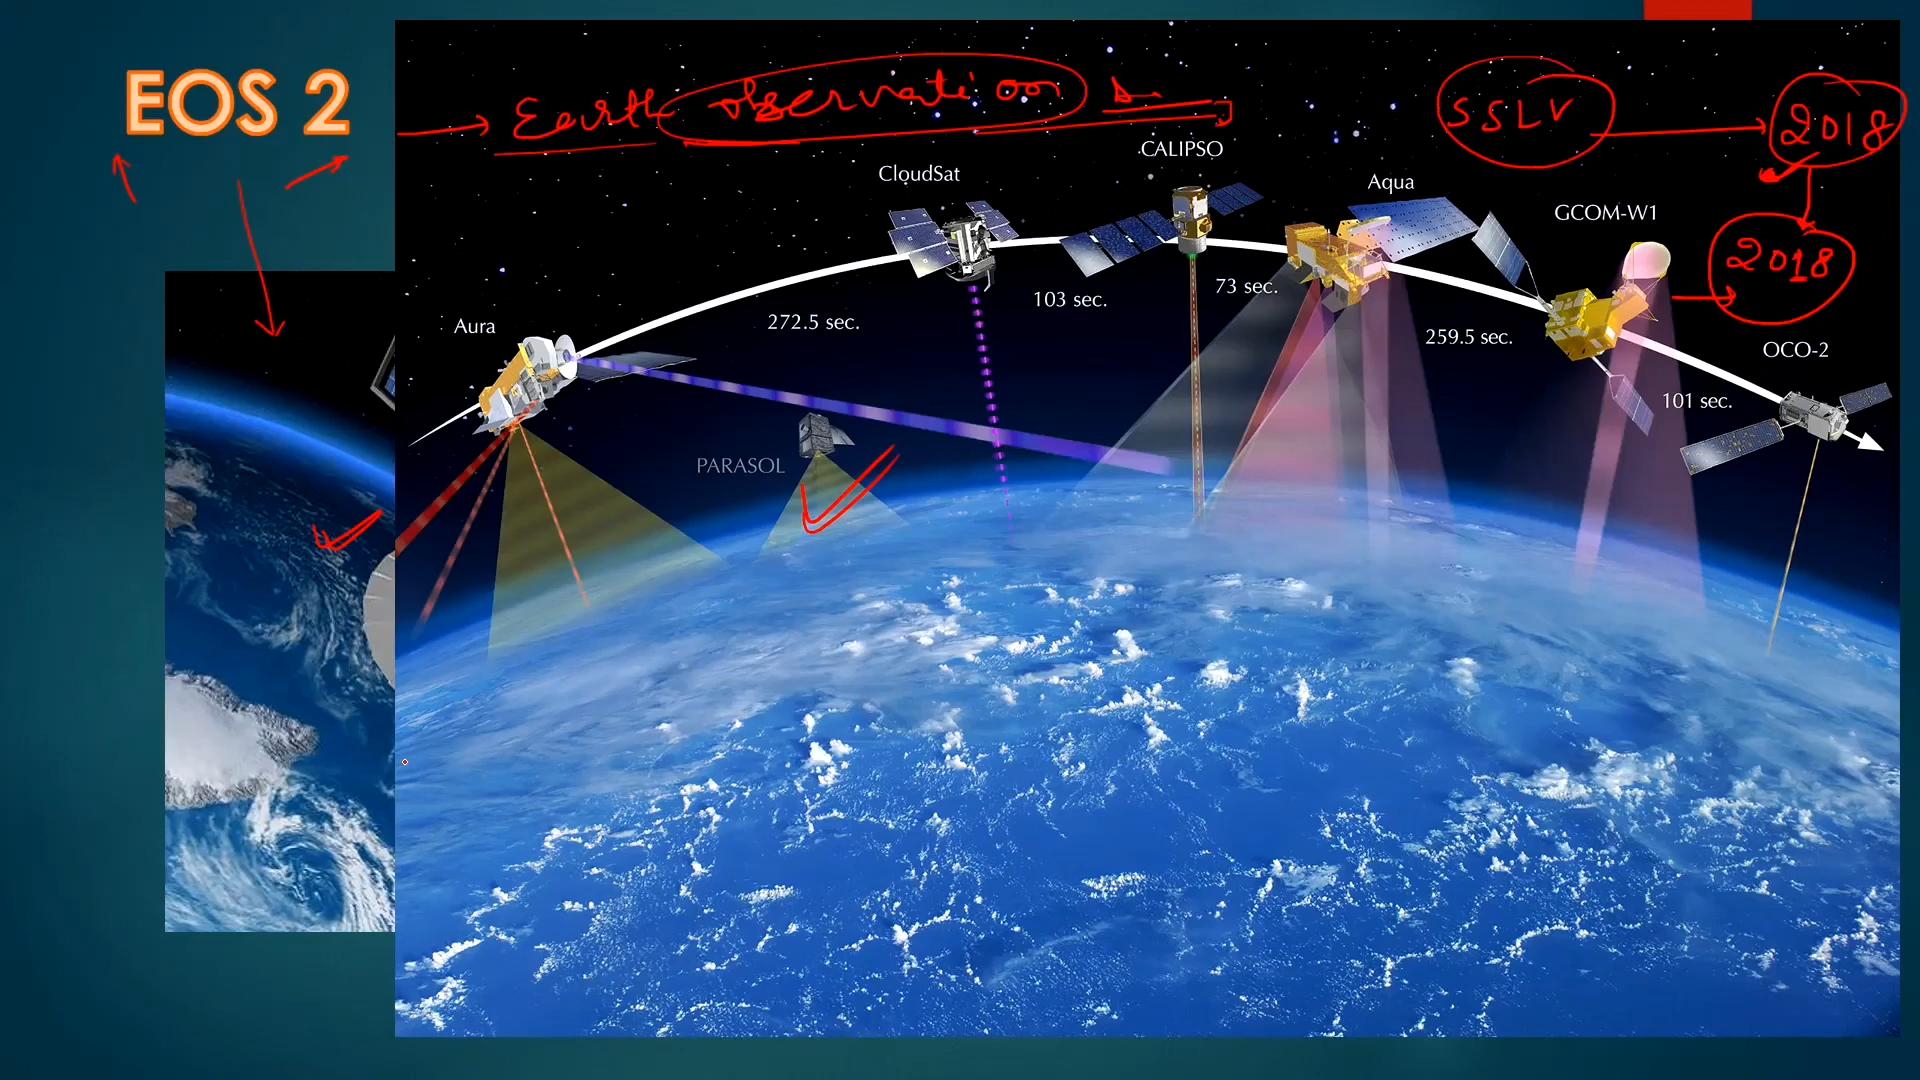 EOS 2
Earth observation s.
SSLV
2018
2018
CALIPSO
CloudSat
Aqua
GCOM-W1
103 sec.
73 sec.
272.5 sec.
Aura
259.5 sec.
OCO-2
101 sec.
PARASOL